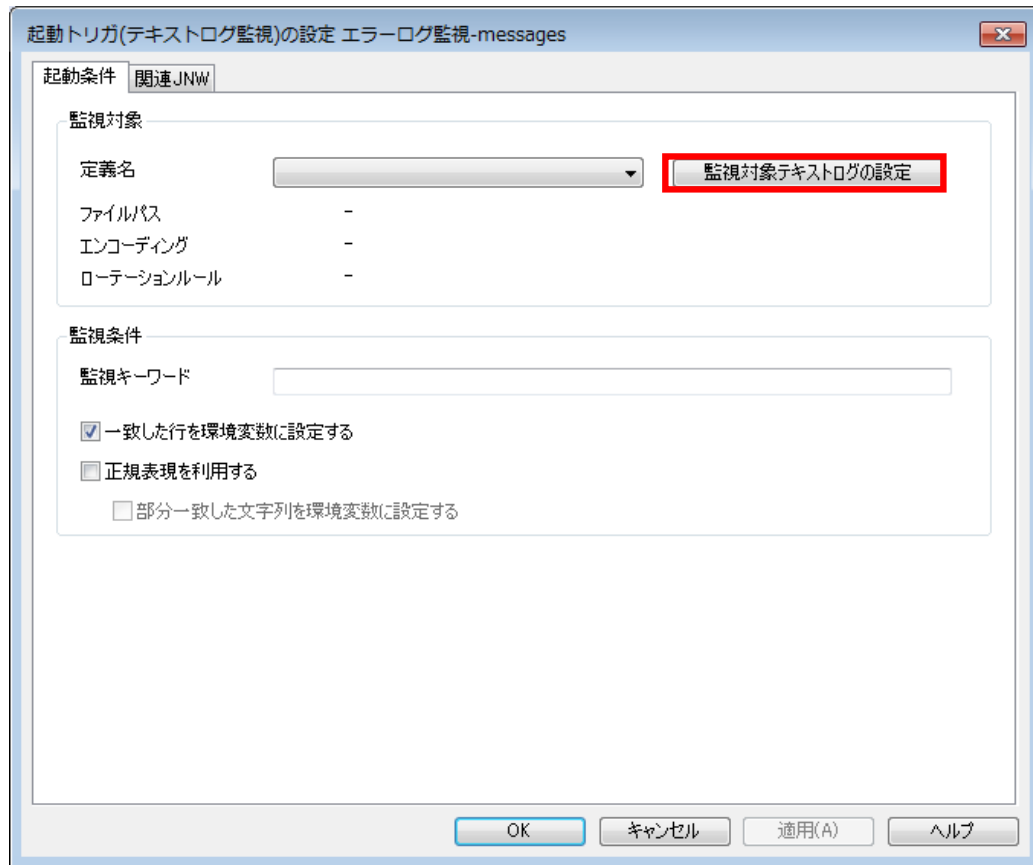 起動トリガ(テキストログ監視)の設定 エラーログ監視-messages
起動条件 関連JNW
監視対象
定義名 監視対象テキストログの設定
ファイルパス -
エンコーディング -
ローテーションルール -
監視条件
監視キーワード
一致した行を環境変数に設定する
正規表現を利用する
部分一致した文字列を環境変数に設定する
OK キャンセル 適用(A) ヘルプ